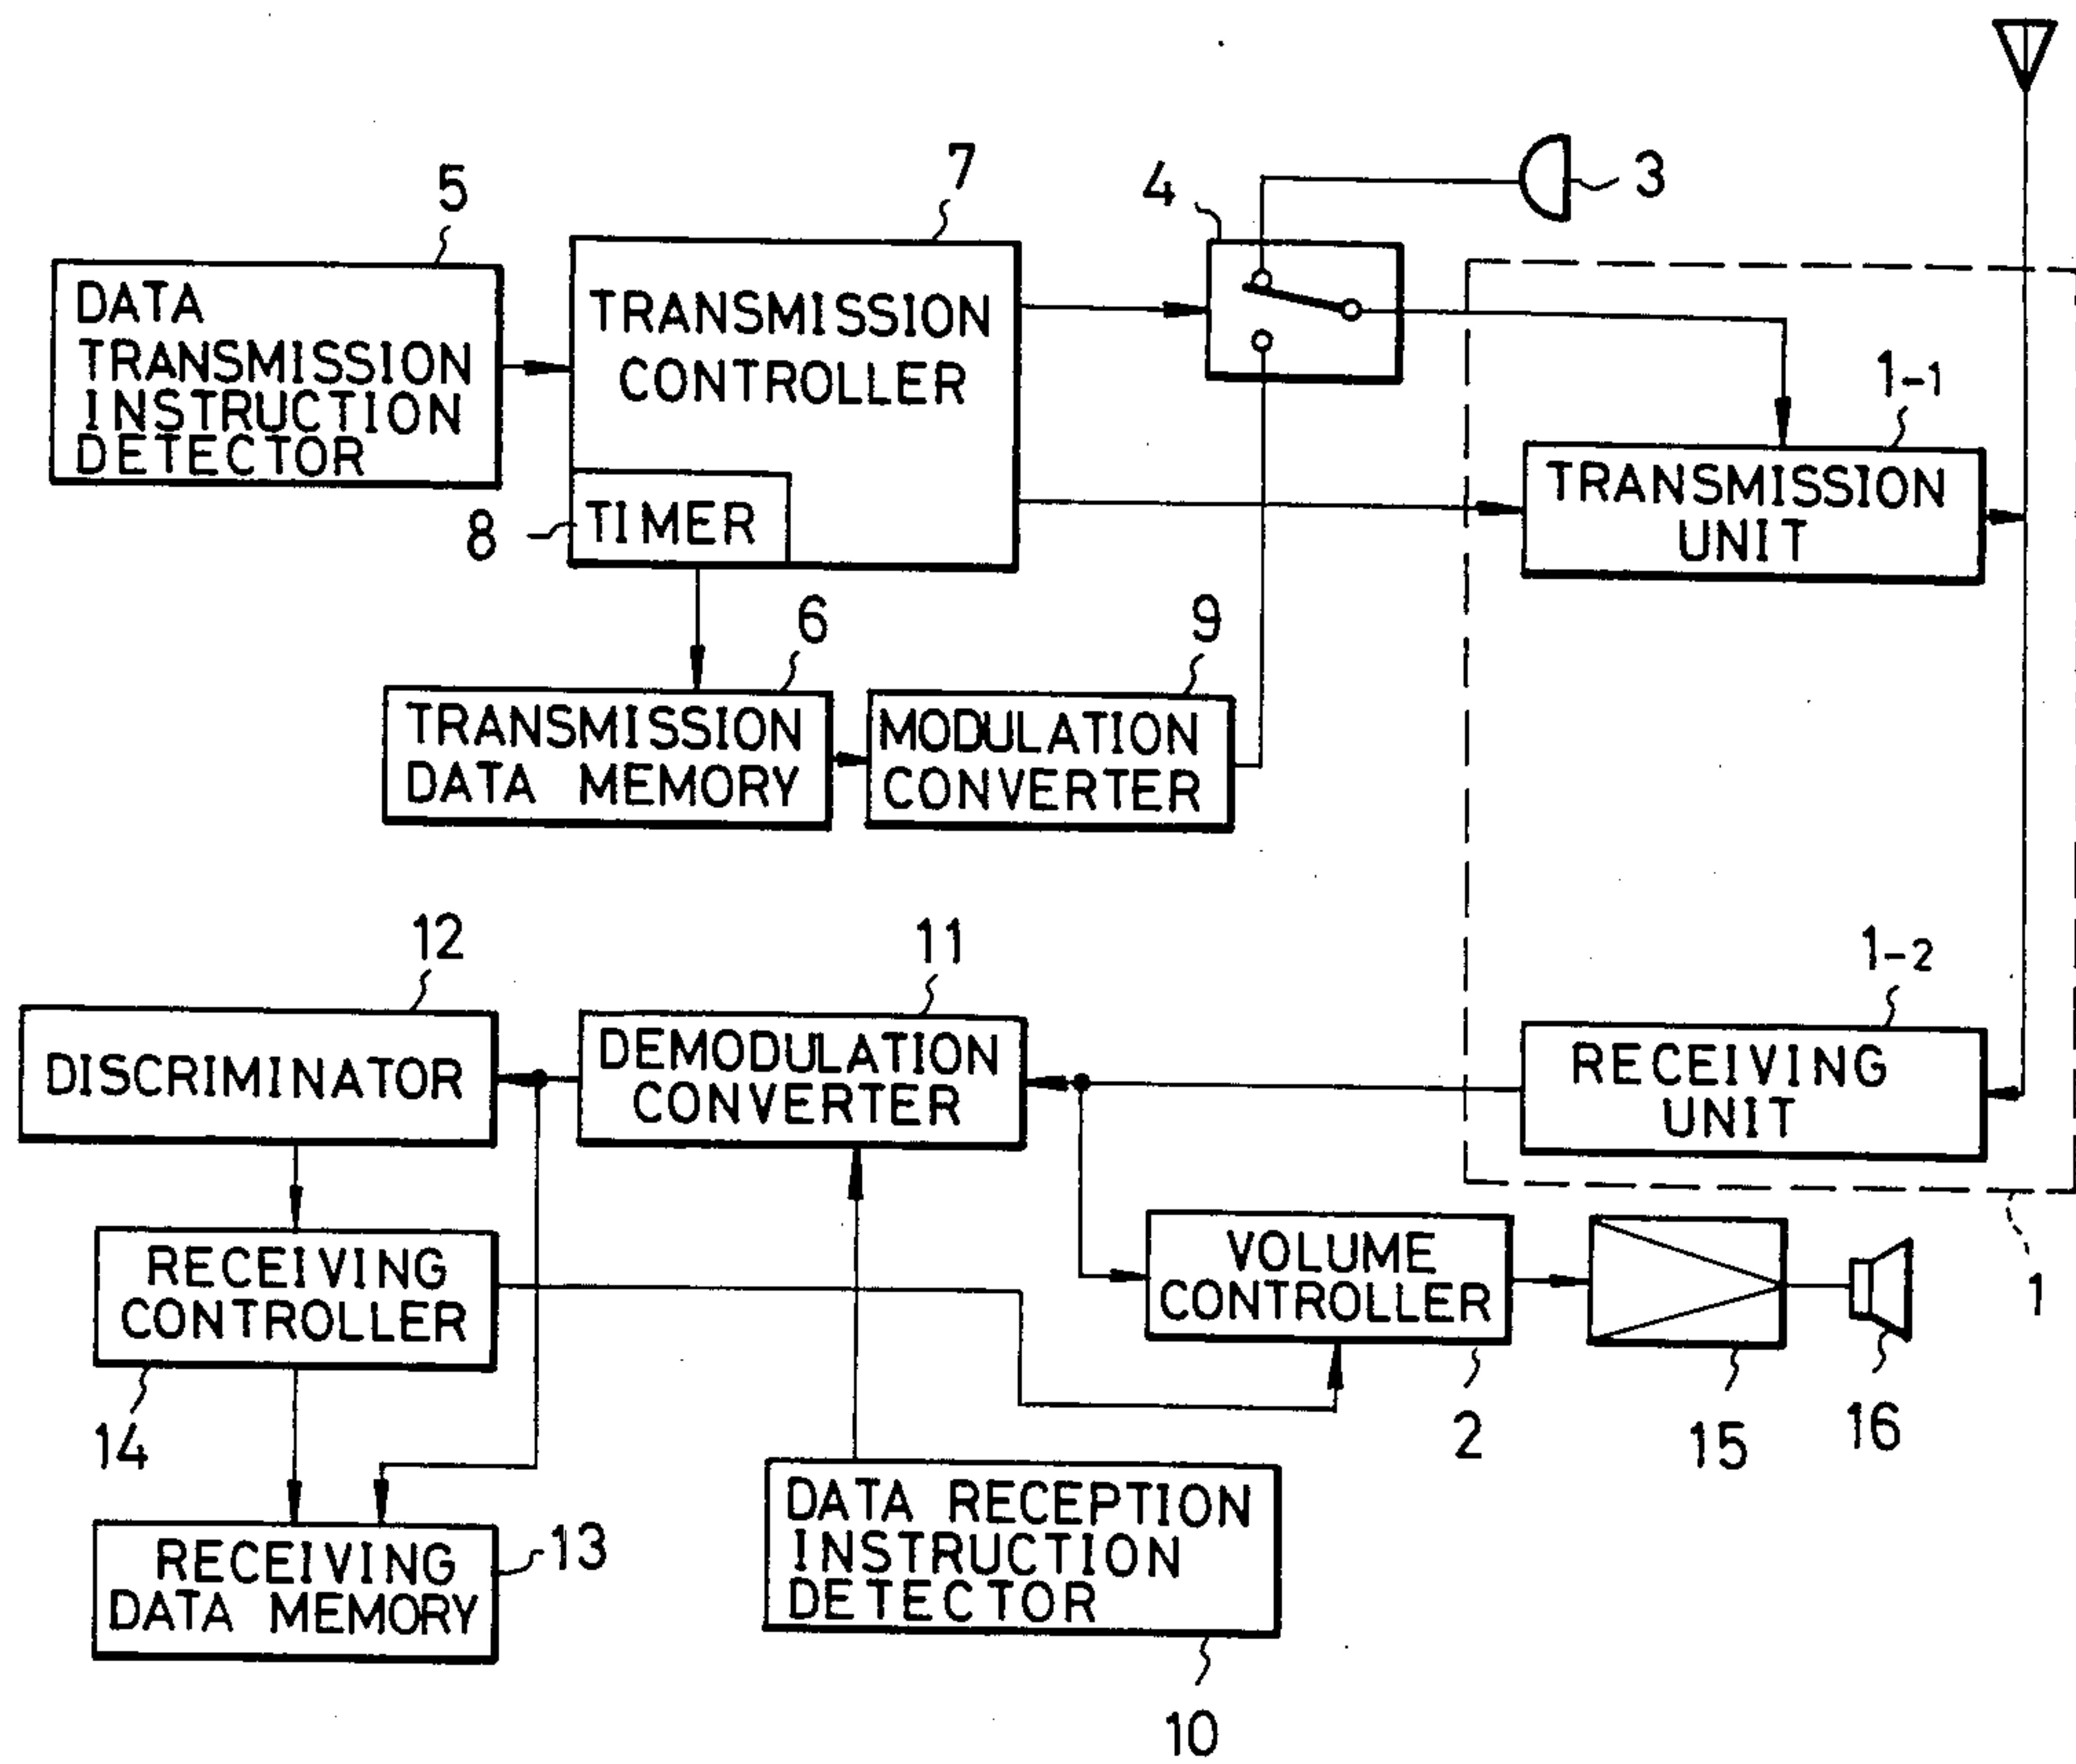 5
7
4
3
DATA
TRANSMISSION
INSTRUCTION
DETECTOR
TRANSMISSION
CONTROLLER
8
TIMER
1-1
TRANSMISSION
UNIT
6
9
TRANSMISSION
DATA MEMORY
MODULATION
CONVERTER
12
11
1-2
DISCRIMINATOR
DEMODULATION
CONVERTER
RECEIVING
UNIT
RECEIVING
CONTROLLER
14
VOLUME
CONTROLLER
2
15
16
1
RECEIVING
DATA MEMORY
13
DATA RECEPTION
INSTRUCTION
DETECTOR
10